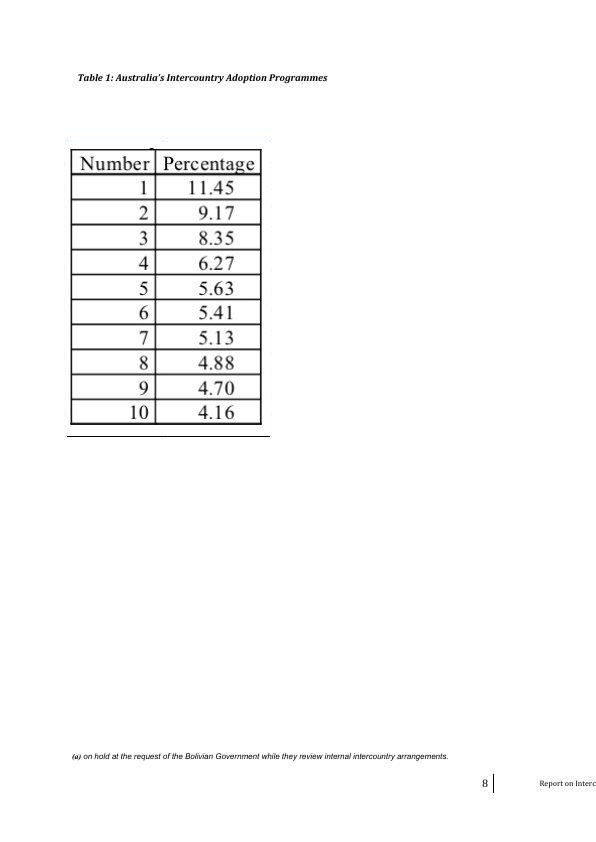 Table 1: Australia's Intercountry Adoption Programmes
Number Percentage
1 11.45
2 9.17
3 8.35
4 6.27
5 5.63
6 5.41
7 5.13
8 4.88
9 4.70
10 4.16
(a) on hold at the request of the Bolivian Government while they review internal intercountry arrangements.
8 Report on Interc